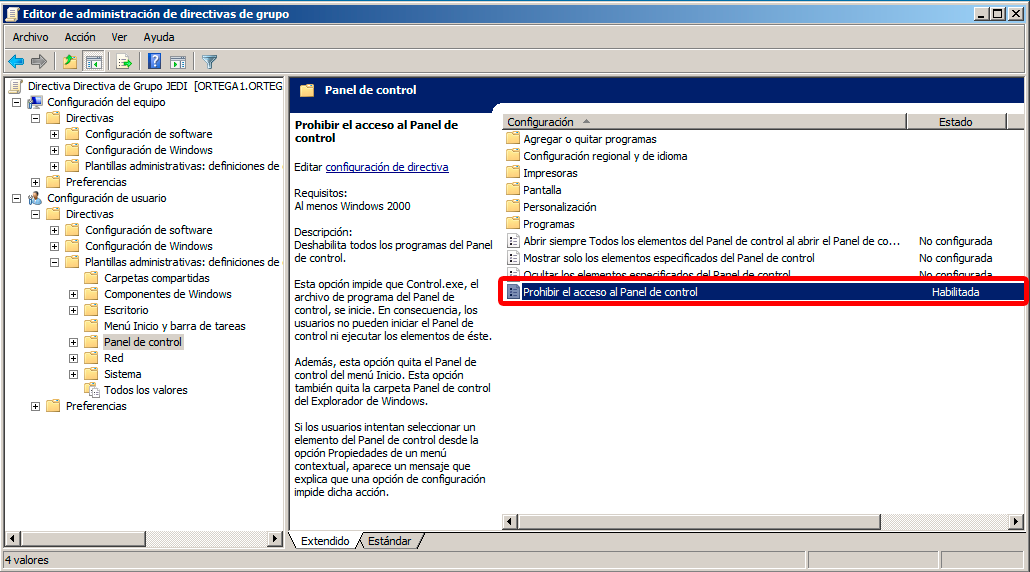 Editor de administración de directivas de grupo
Archivo Acción Ver Ayuda
Directiva Directiva de Grupo JEDI [ORTEGA1.ORTEG
Configuración del equipo
Directivas
Configuración de software
Configuración de Windows
Plantillas administrativas: definiciones de
Preferencias
Configuración de usuario
Directivas
Configuración de software
Configuración de Windows
Plantillas administrativas: definiciones de
Carpetas compartidas
Componentes de Windows
Escritorio
Menú Inicio y barra de tareas
Panel de control
Red
Sistema
Todos los valores
Preferencias
Panel de control
Prohibir el acceso al Panel de
control
Editar configuración de directiva
Requisitos:
Al menos Windows 2000
Descripción:
Deshabilita todos los programas del Panel
de control.
Esta opción impide que Control.exe, el
archivo de programa del Panel de
control, se inicie. En consecuencia, los
usuarios no pueden iniciar el Panel de
control ni ejecutar los elementos de éste.
Además, esta opción quita el Panel de
control del menú Inicio. Esta opción
también quita la carpeta Panel de control
del Explorador de Windows.
Si los usuarios intentan seleccionar un
elemento del Panel de control desde la
opción Propiedades de un menú
contextual, aparece un mensaje que
explica que una opción de configuración
impide dicha acción.
Configuración Estado
Agregar o quitar programas
Configuración regional y de idioma
Impresoras
Pantalla
Personalización
Programas
Abrir siempre Todos los elementos del Panel de control al abrir el Panel de co... No configurada
Mostrar solo los elementos especificados del Panel de control No configurada
Ocultar los elementos especificados del Panel de control No configurada
Prohibir el acceso al Panel de control Habilitada
Extendido Estándar
4 valores